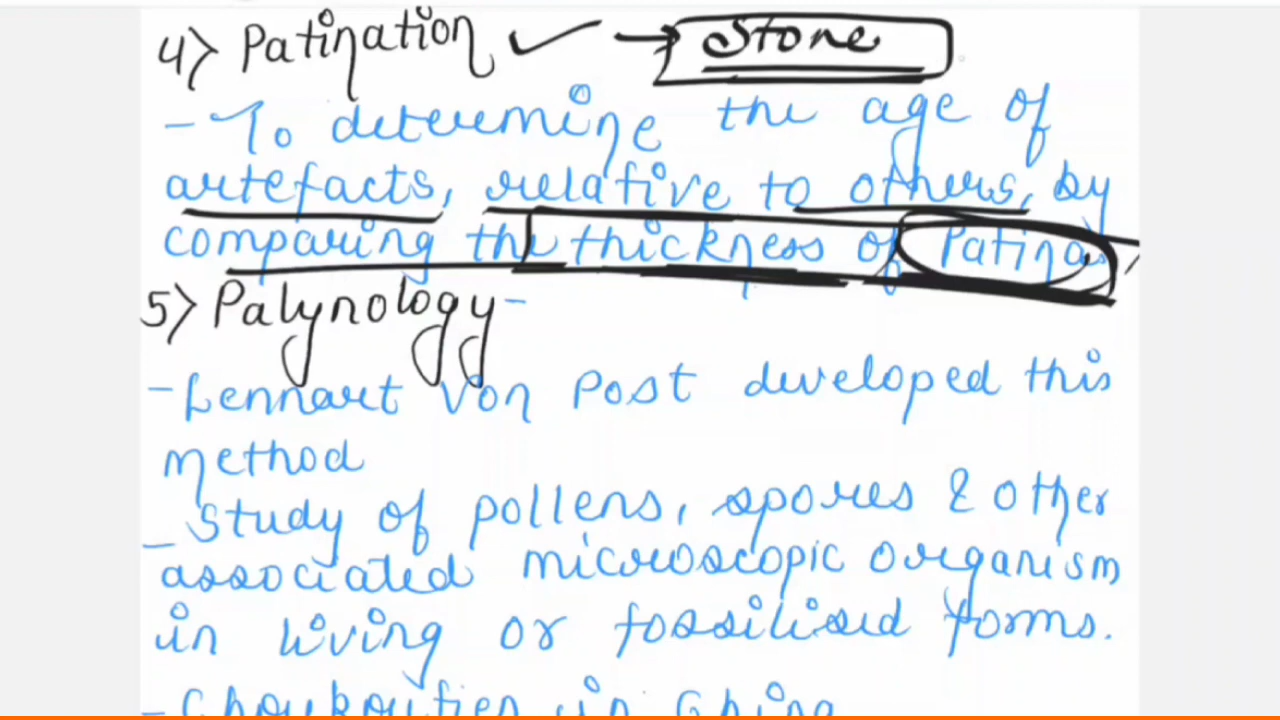 4> Patination ✓ → Stone
- To determine the age of
artefacts, relative to others, by
comparing the thickness of Patina
5> Palynology -
- Lennart Von Post developed this
method
- Study of pollens, spores & other
associated microscopic organism
in living or fossilised forms.
- in China